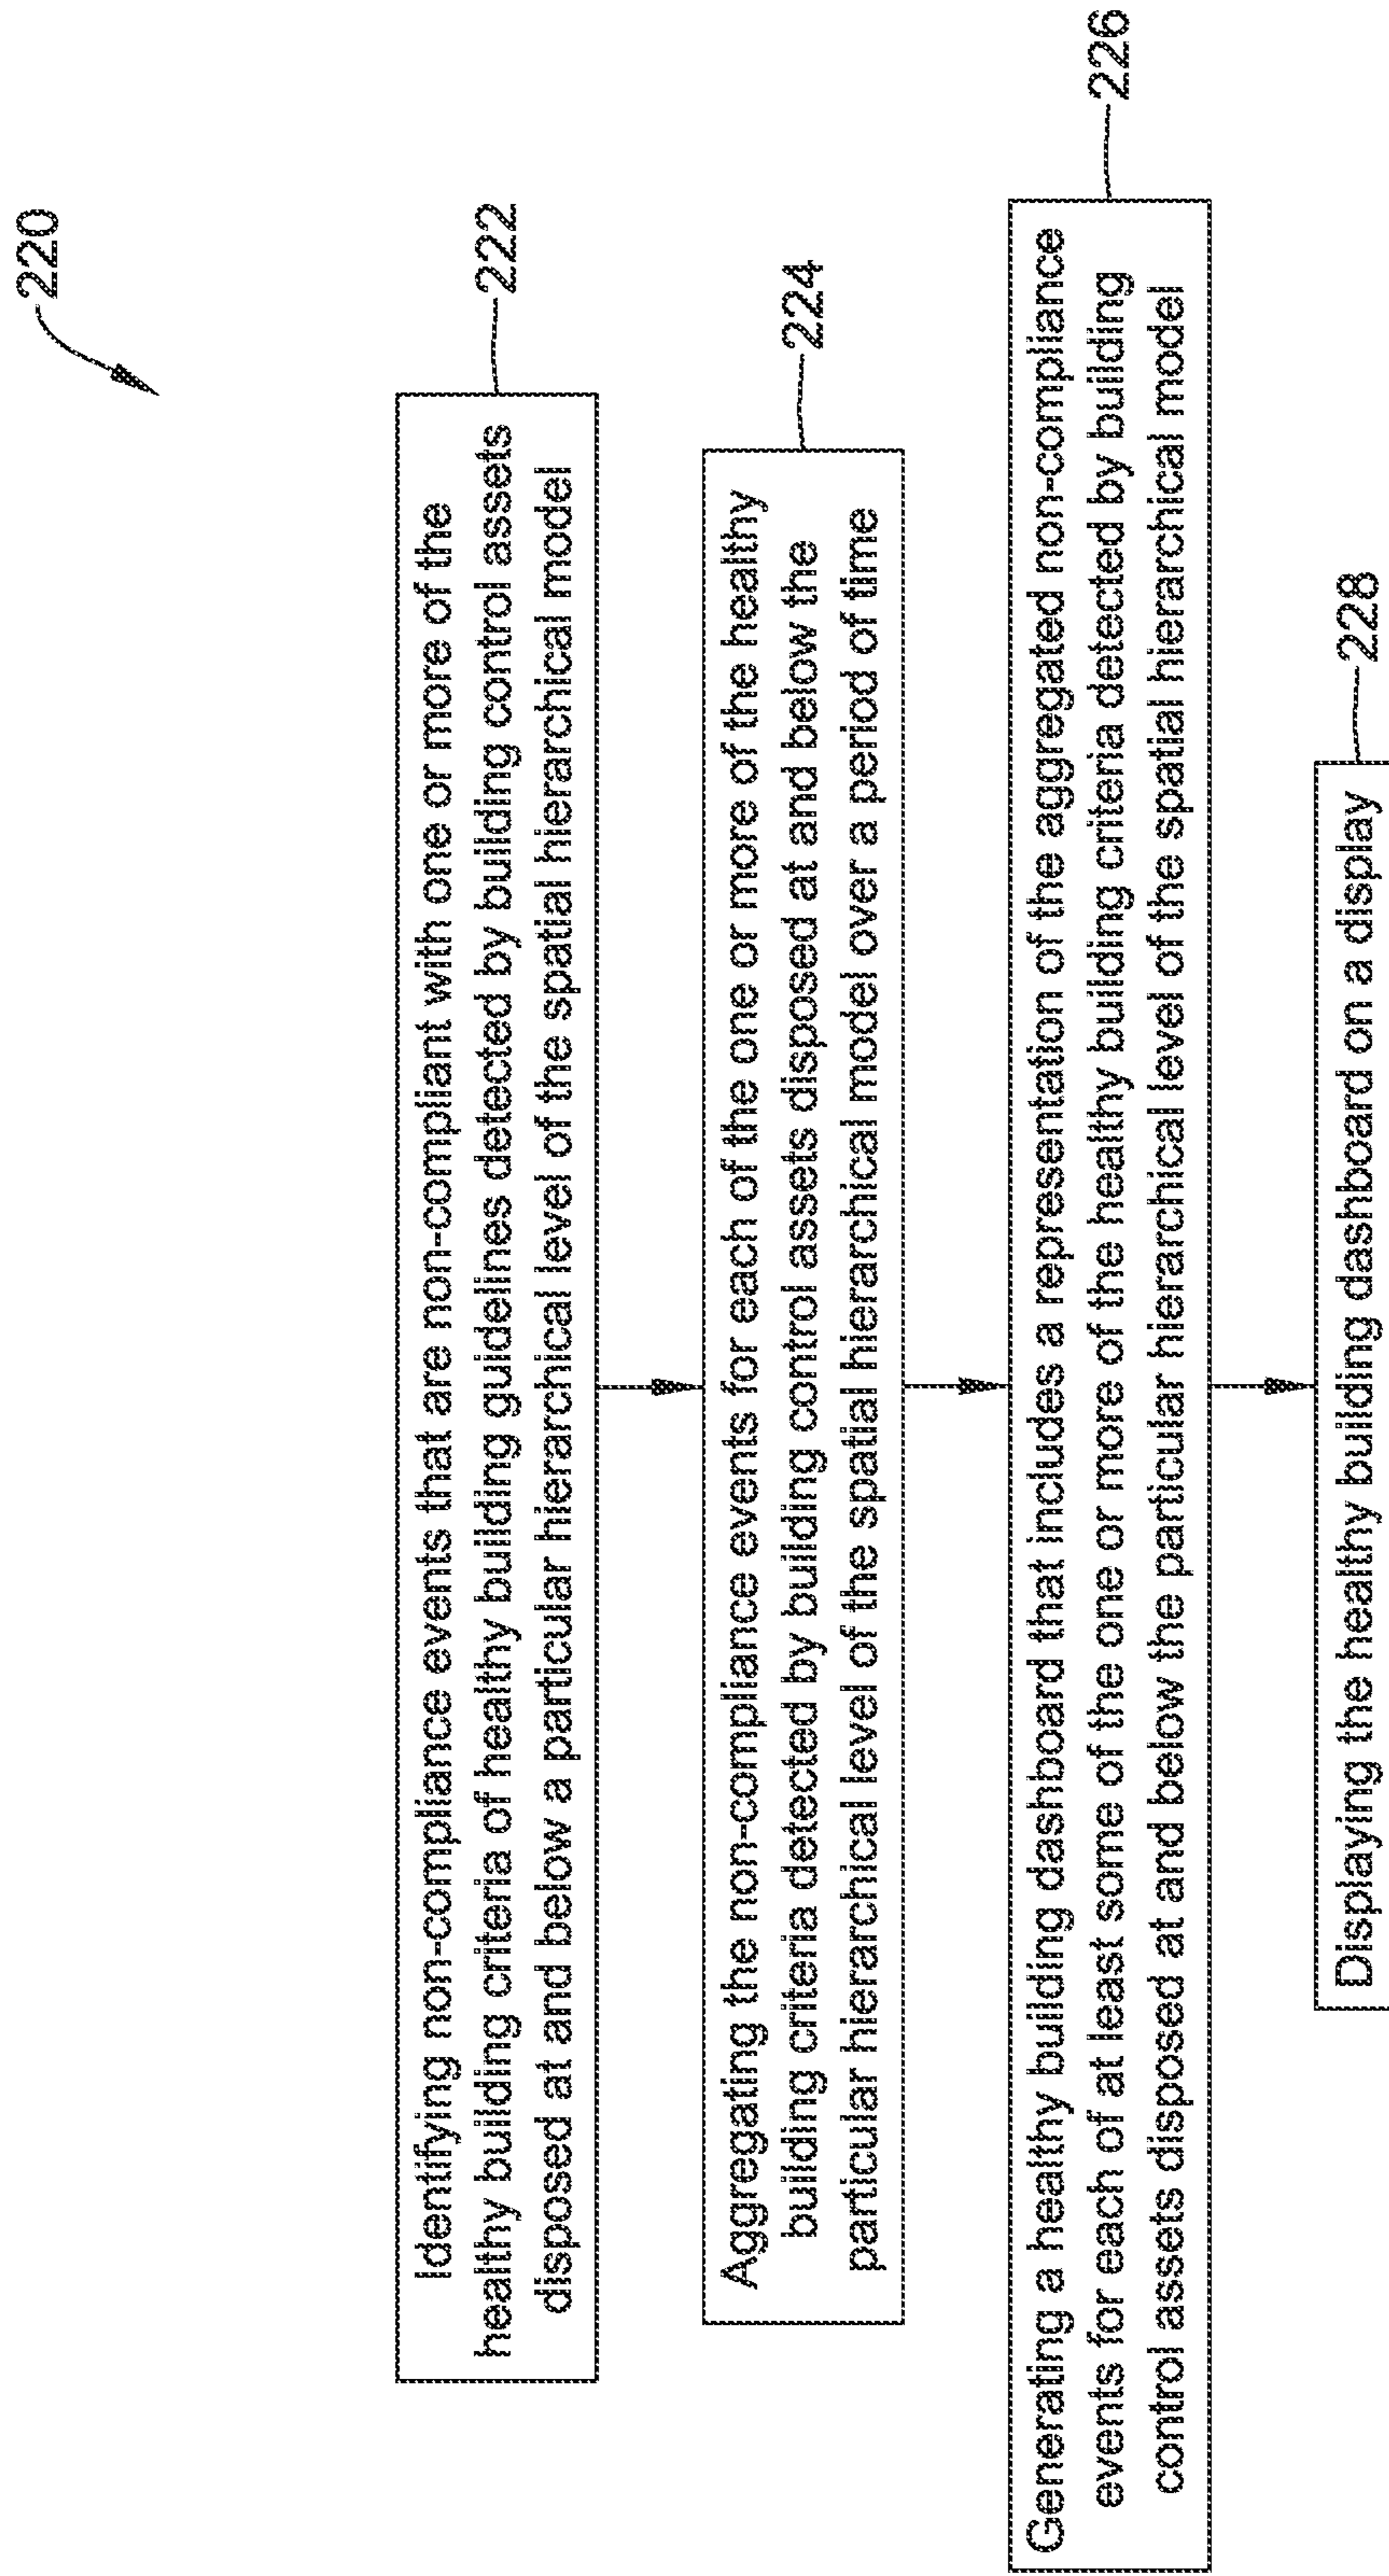 220
Identifying non-compliance events that are non-compliant with one or more of the
healthy building criteria of healthy building guidelines detected by building control assets
disposed at and below a particular hierarchical level of the spatial hierarchical model
222
Aggregating the non-compliance events for each of the one or more of the healthy
building criteria detected by building control assets disposed at and below the
particular hierarchical level of the spatial hierarchical model over a period of time
224
Generating a healthy building dashboard that includes a representation of the aggregated non-compliance
events for each of at least some of the one or more of the healthy building criteria detected by building
control assets disposed at and below the particular hierarchical level of the spatial hierarchical model
226
Displaying the healthy building dashboard on a display
228